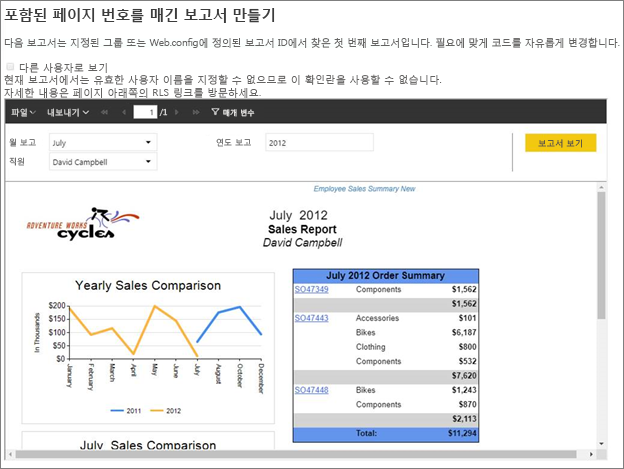 포함된 페이지 번호를 매긴 보고서 만들기
다음 보고서는 지정된 그룹 또는 Web.config에 정의된 보고서 ID에서 찾은 첫 번째 보고서입니다. 필요에 맞게 코드를 자유롭게 변경합니다.
다른 사용자로 보기
현재 보고서에서는 유효한 사용자 이름을 지정할 수 없으므로 이 확인란을 사용할 수 없습니다.
자세한 내용은 페이지 아래쪽의 RLS 링크를 방문하세요.
파일 내보내기 1 /1 매개 변수
월 보고 July 연도 보고 2012 보고서 보기
직원 David Campbell
Employee Sales Summary New
ADVENTURE WORKS
cycles
July 2012
Sales Report
David Campbell
Yearly Sales Comparison
In Thousands
$200
$150
$100
$50
$0
January February March April May June July August October December
2011 2012
July 2012 Order Summary
SO47349 Components $1,562
$1,562
SO47443 Accessories $101
Bikes $6,187
Clothing $800
Components $532
$7,620
SO47448 Bikes $1,243
Components $870
$2,113
Total: $11,294
July Sales Comparison